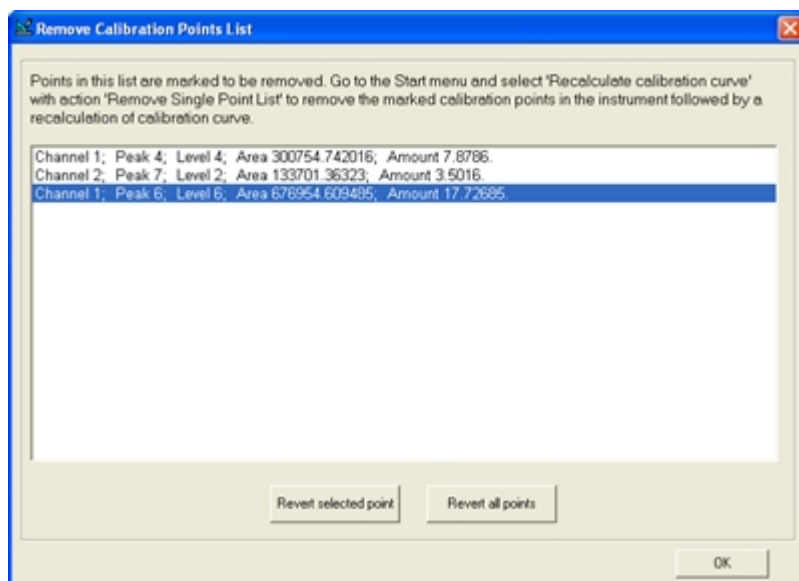 Remove Calibration Points List
Points in this list are marked to be removed. Go to the Start menu and select 'Recalculate calibration curve'
with action 'Remove Single Point List' to remove the marked calibration points in the instrument followed by a
recalculation of calibration curve.
Channel 1; Peak 4; Level 4; Area 300754.742016; Amount 7.8786.
Channel 2; Peak 7; Level 2; Area 133701.36323; Amount 3.5016.
Channel 1; Peak 6; Level 6; Area 676954.609485; Amount 17.72685.
Revert selected point
Revert all points
OK